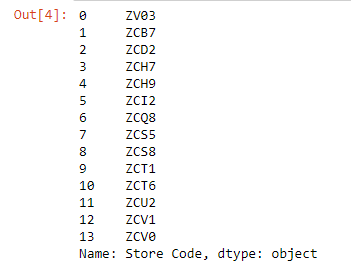 Out[4]: 0 ZV03
1 ZCB7
2 ZCD2
3 ZCH7
4 ZCH9
5 ZCI2
6 ZCQ8
7 ZCS5
8 ZCS8
9 ZCT1
10 ZCT6
11 ZCU2
12 ZCV1
13 ZCV0
Name: Store Code, dtype: object